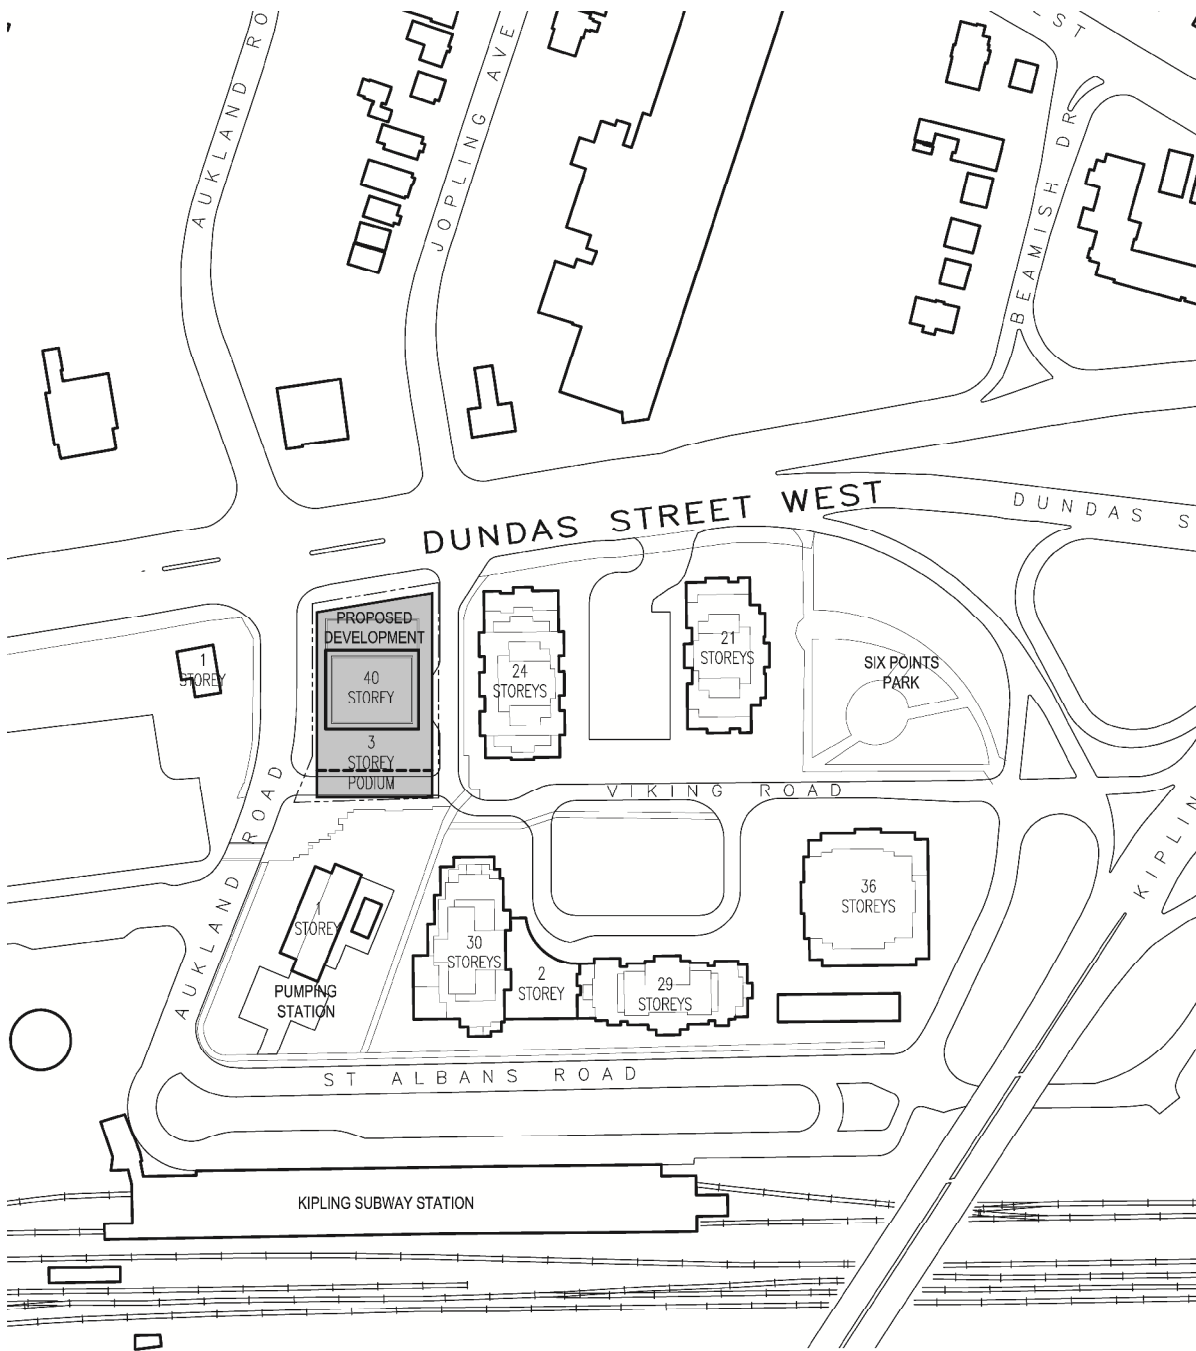 AUKLAND RO
JOPLING AVE
EST
BEAMISH DR
DUNDAS STREET WEST
DUNDAS S
PROPOSED
DEVELOPMENT
40
STOREY
3
STOREY
PODIUM
1
STOREY
24
STOREYS
21
STOREYS
SIX POINTS
PARK
VIKING ROAD
AUKLAND ROAD
1
STOREY
PUMPING
STATION
30
STOREYS
2
STOREY
29
STOREYS
36
STOREYS
KIPLIN
ST ALBANS ROAD
KIPLING SUBWAY STATION